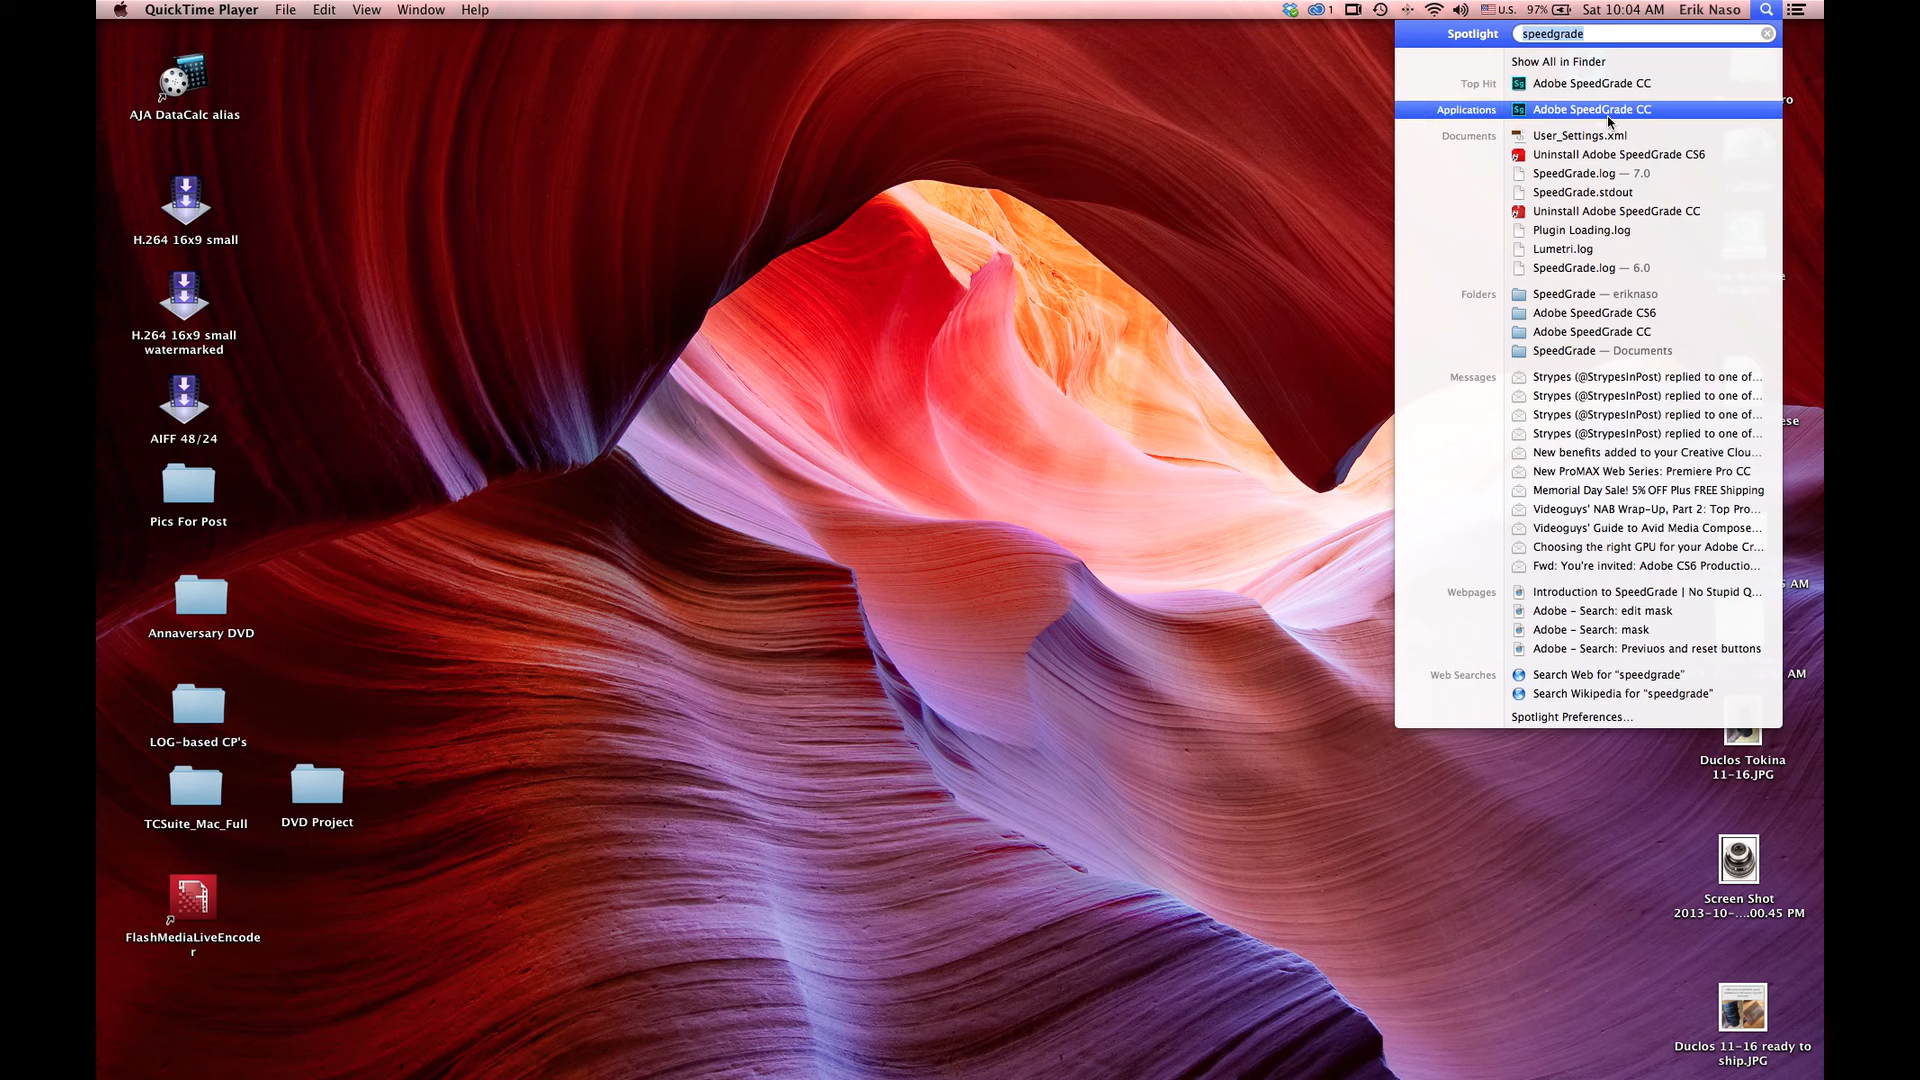 QuickTime Player File Edit View Window Help
1 U.S. 97% Sat 10:04 AM Erik Naso
Spotlight speedgrade
Show All in Finder
Top Hit Adobe SpeedGrade CC
Applications Adobe SpeedGrade CC
Documents User_Settings.xml
Uninstall Adobe SpeedGrade CS6
SpeedGrade.log — 7.0
SpeedGrade.stdout
Uninstall Adobe SpeedGrade CC
Plugin Loading.log
Lumetri.log
SpeedGrade.log — 6.0
Folders SpeedGrade — eriknaso
Adobe SpeedGrade CS6
Adobe SpeedGrade CC
SpeedGrade — Documents
Messages Strypes (@StrypesInPost) replied to one of...
Strypes (@StrypesInPost) replied to one of...
Strypes (@StrypesInPost) replied to one of...
Strypes (@StrypesInPost) replied to one of...
New benefits added to your Creative Clou...
New ProMAX Web Series: Premiere Pro CC
Memorial Day Sale! 5% OFF Plus FREE Shipping
Videoguys' NAB Wrap-Up, Part 2: Top Pro...
Videoguys' Guide to Avid Media Compose...
Choosing the right GPU for your Adobe Cr...
Fwd: You're invited: Adobe CS6 Productio...
Webpages Introduction to SpeedGrade | No Stupid Q...
Adobe – Search: edit mask
Adobe – Search: mask
Adobe – Search: Previuos and reset buttons
Web Searches Search Web for "speedgrade"
Search Wikipedia for "speedgrade"
Spotlight Preferences...
AJA DataCalc alias
H.264 16x9 small
H.264 16x9 small
watermarked
AIFF 48/24
Pics For Post
Annaversary DVD
LOG-based CP's
TCSuite_Mac_Full
DVD Project
FlashMediaLiveEncode
r
AM
AM
Duclos Tokina
11-16.JPG
Screen Shot
2013-10-....00.45 PM
Duclos 11-16 ready to
ship.JPG